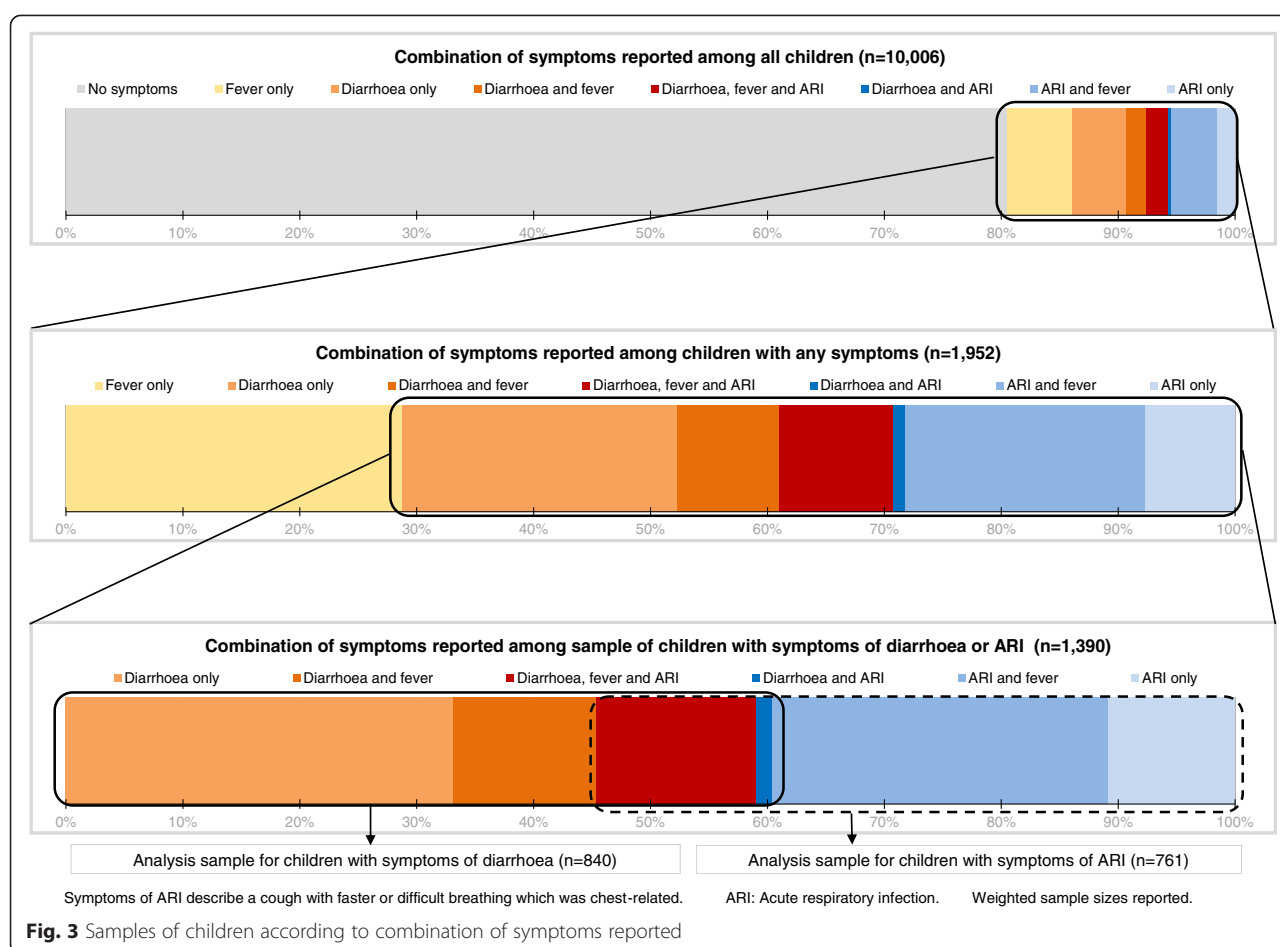 Combination of symptoms reported among all children (n=10,006)
No symptoms Fever only Diarrhoea only Diarrhoea and fever Diarrhoea, fever and ARI Diarrhoea and ARI ARI and fever ARI only
0% 10% 20% 30% 40% 50% 60% 70% 80% 90% 100%
Combination of symptoms reported among children with any symptoms (n=1,952)
Fever only Diarrhoea only Diarrhoea and fever Diarrhoea, fever and ARI Diarrhoea and ARI ARI and fever ARI only
0% 10% 20% 30% 40% 50% 60% 70% 80% 90% 100%
Combination of symptoms reported among sample of children with symptoms of diarrhoea or ARI (n=1,390)
Diarrhoea only Diarrhoea and fever Diarrhoea, fever and ARI Diarrhoea and ARI ARI and fever ARI only
0% 10% 20% 30% 40% 50% 60% 70% 80% 90% 100%
Analysis sample for children with symptoms of diarrhoea (n=840) Analysis sample for children with symptoms of ARI (n=761)
Symptoms of ARI describe a cough with faster or difficult breathing which was chest-related. ARI: Acute respiratory infection. Weighted sample sizes reported.
Fig. 3 Samples of children according to combination of symptoms reported